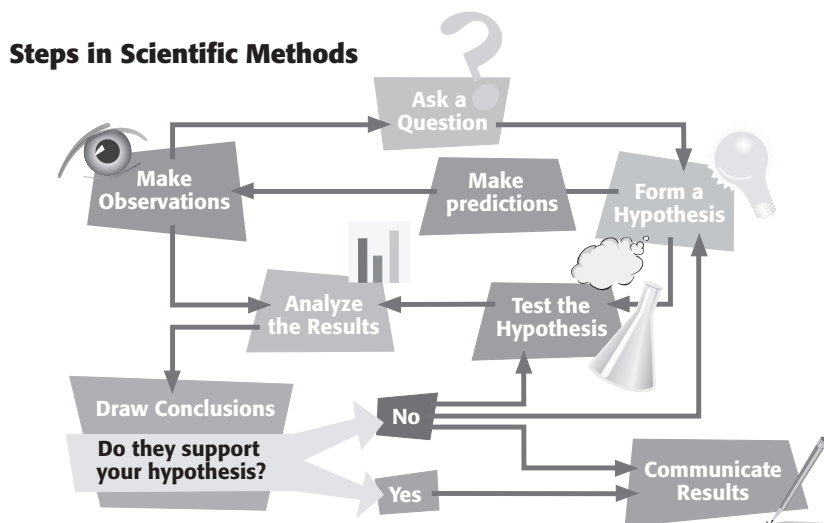 Steps in Scientific Methods
?
Ask a
Question
Make
Observations
Make
predictions
Form a
Hypothesis
Analyze
the Results
Test the
Hypothesis
Draw Conclusions
Do they support
your hypothesis?
No
Yes
Communicate
Results